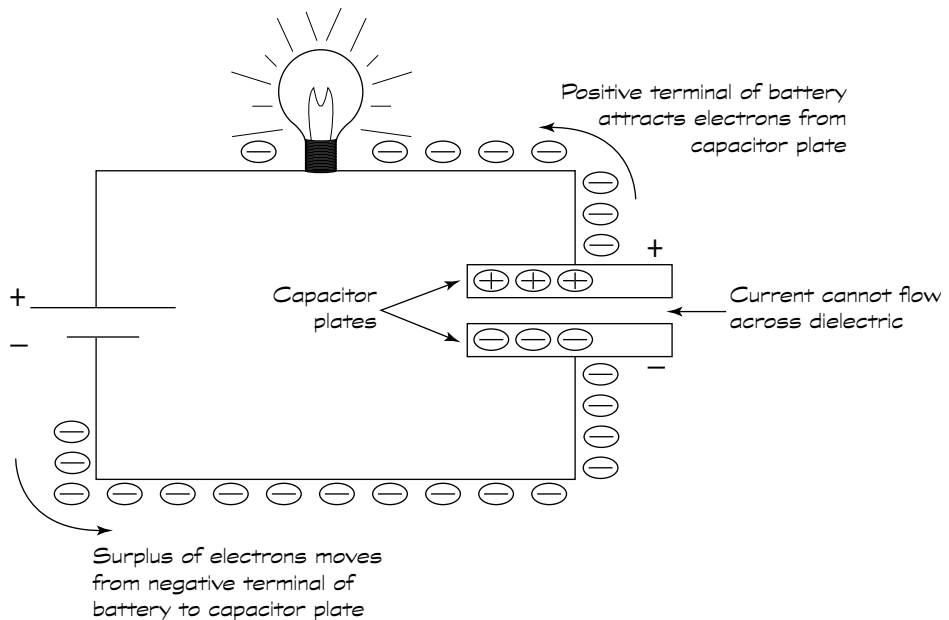 Positive terminal of battery
attracts electrons from
capacitor plate
+
+
Capacitor
plates
Current cannot flow
across dielectric
−
−
Surplus of electrons moves
from negative terminal of
battery to capacitor plate